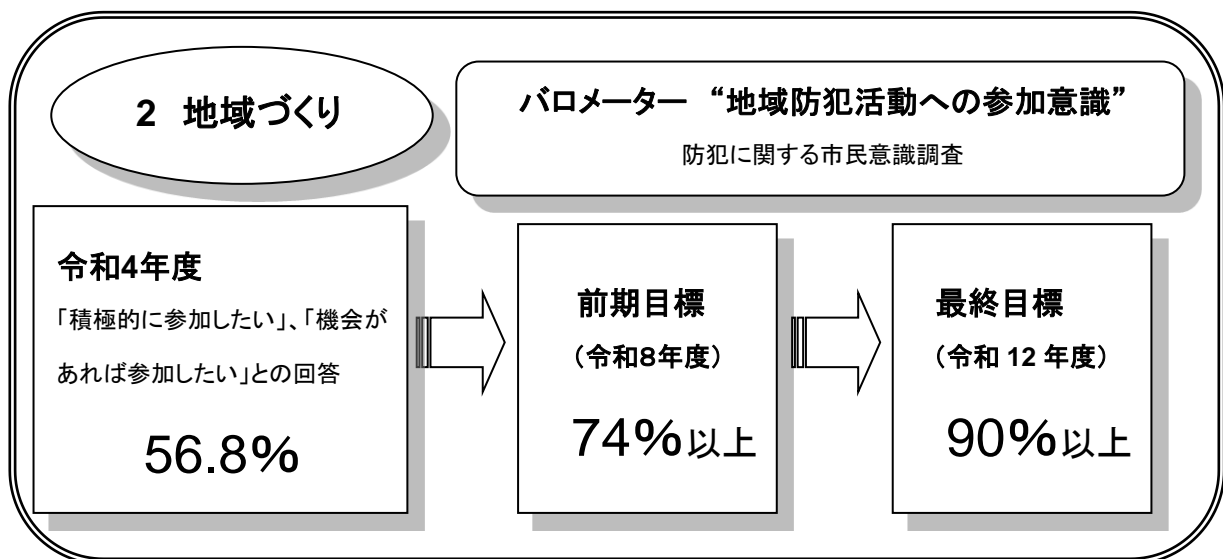 2 地域づくり
バロメーター “地域防犯活動への参加意識”
防犯に関する市民意識調査
令和4年度
「積極的に参加したい」、「機会が
あれば参加したい」との回答
56.8%
前期目標
（令和８年度）
74%以上
最終目標
（令和 12 年度）
90%以上